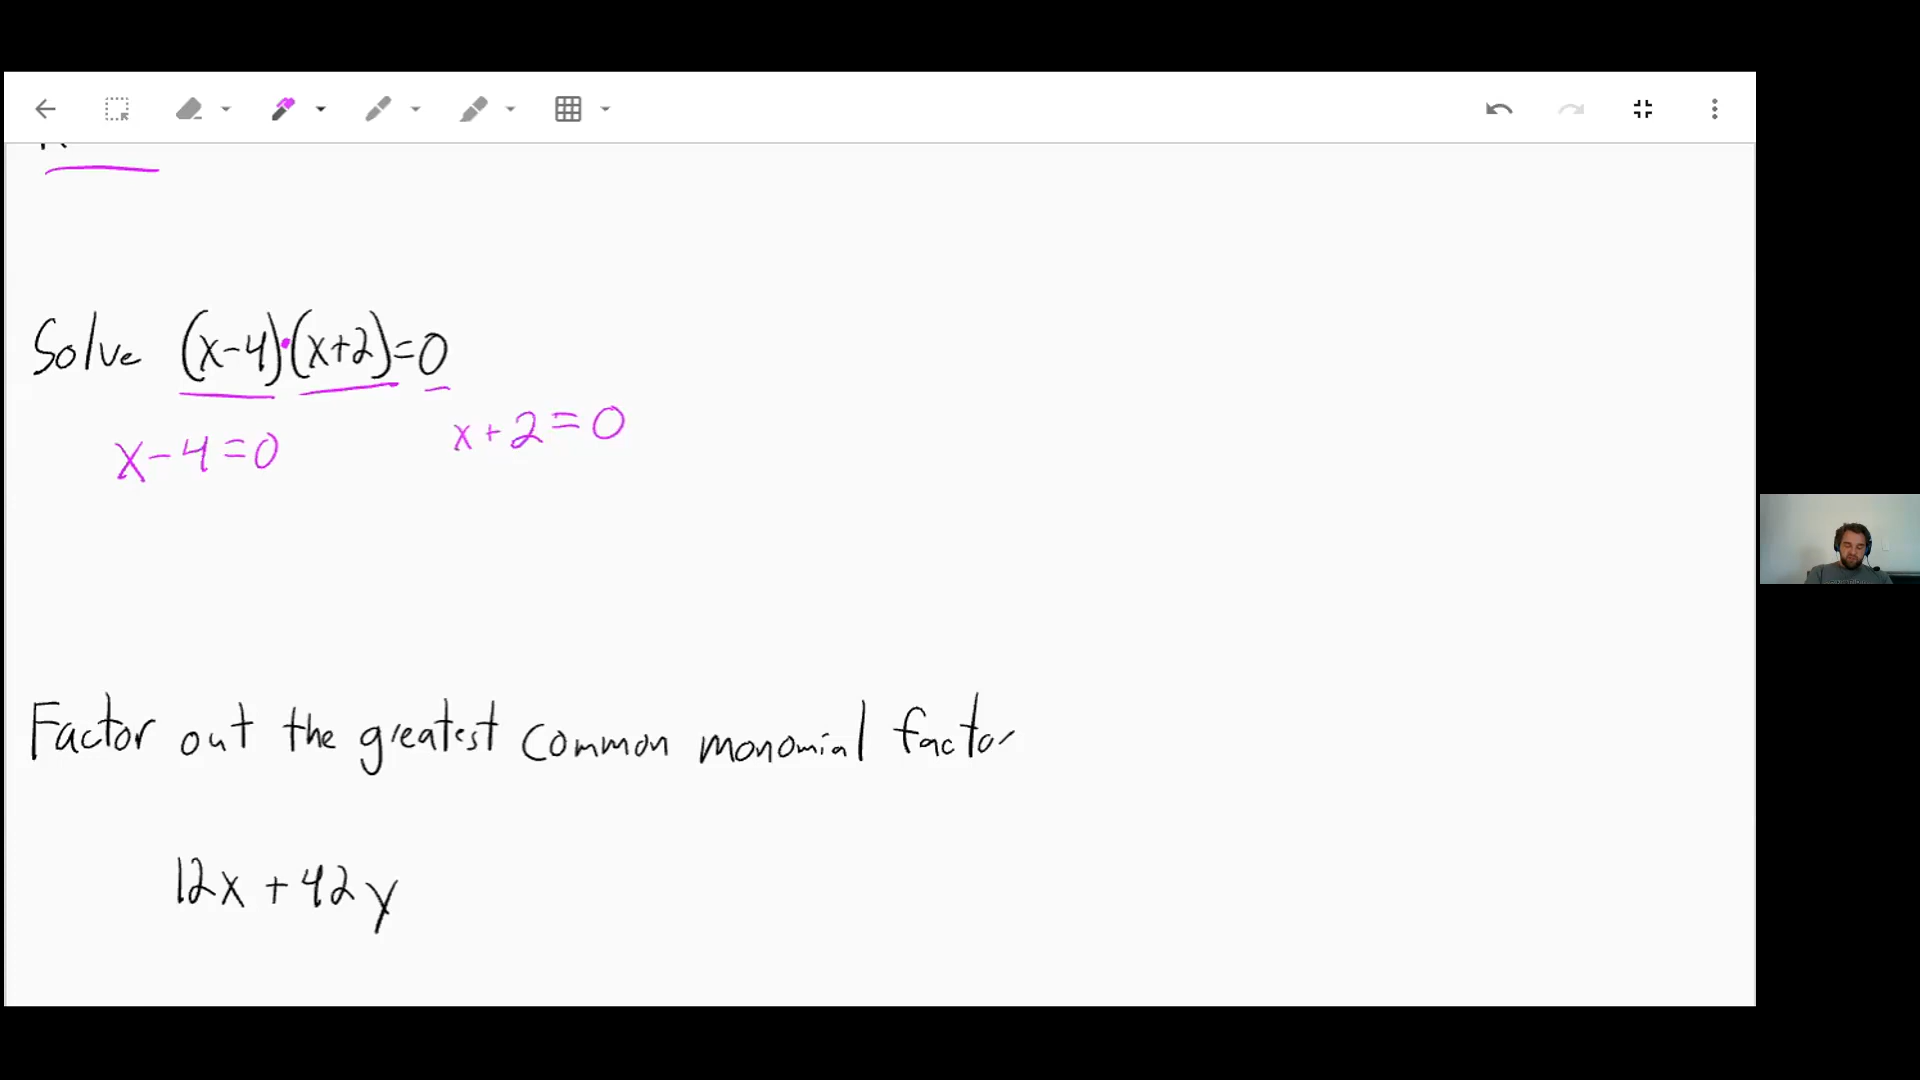 Solve (x-4)·(x+2)=0
x-4=0 x+2=0
Factor out the greatest common monomial factor
12x + 42y